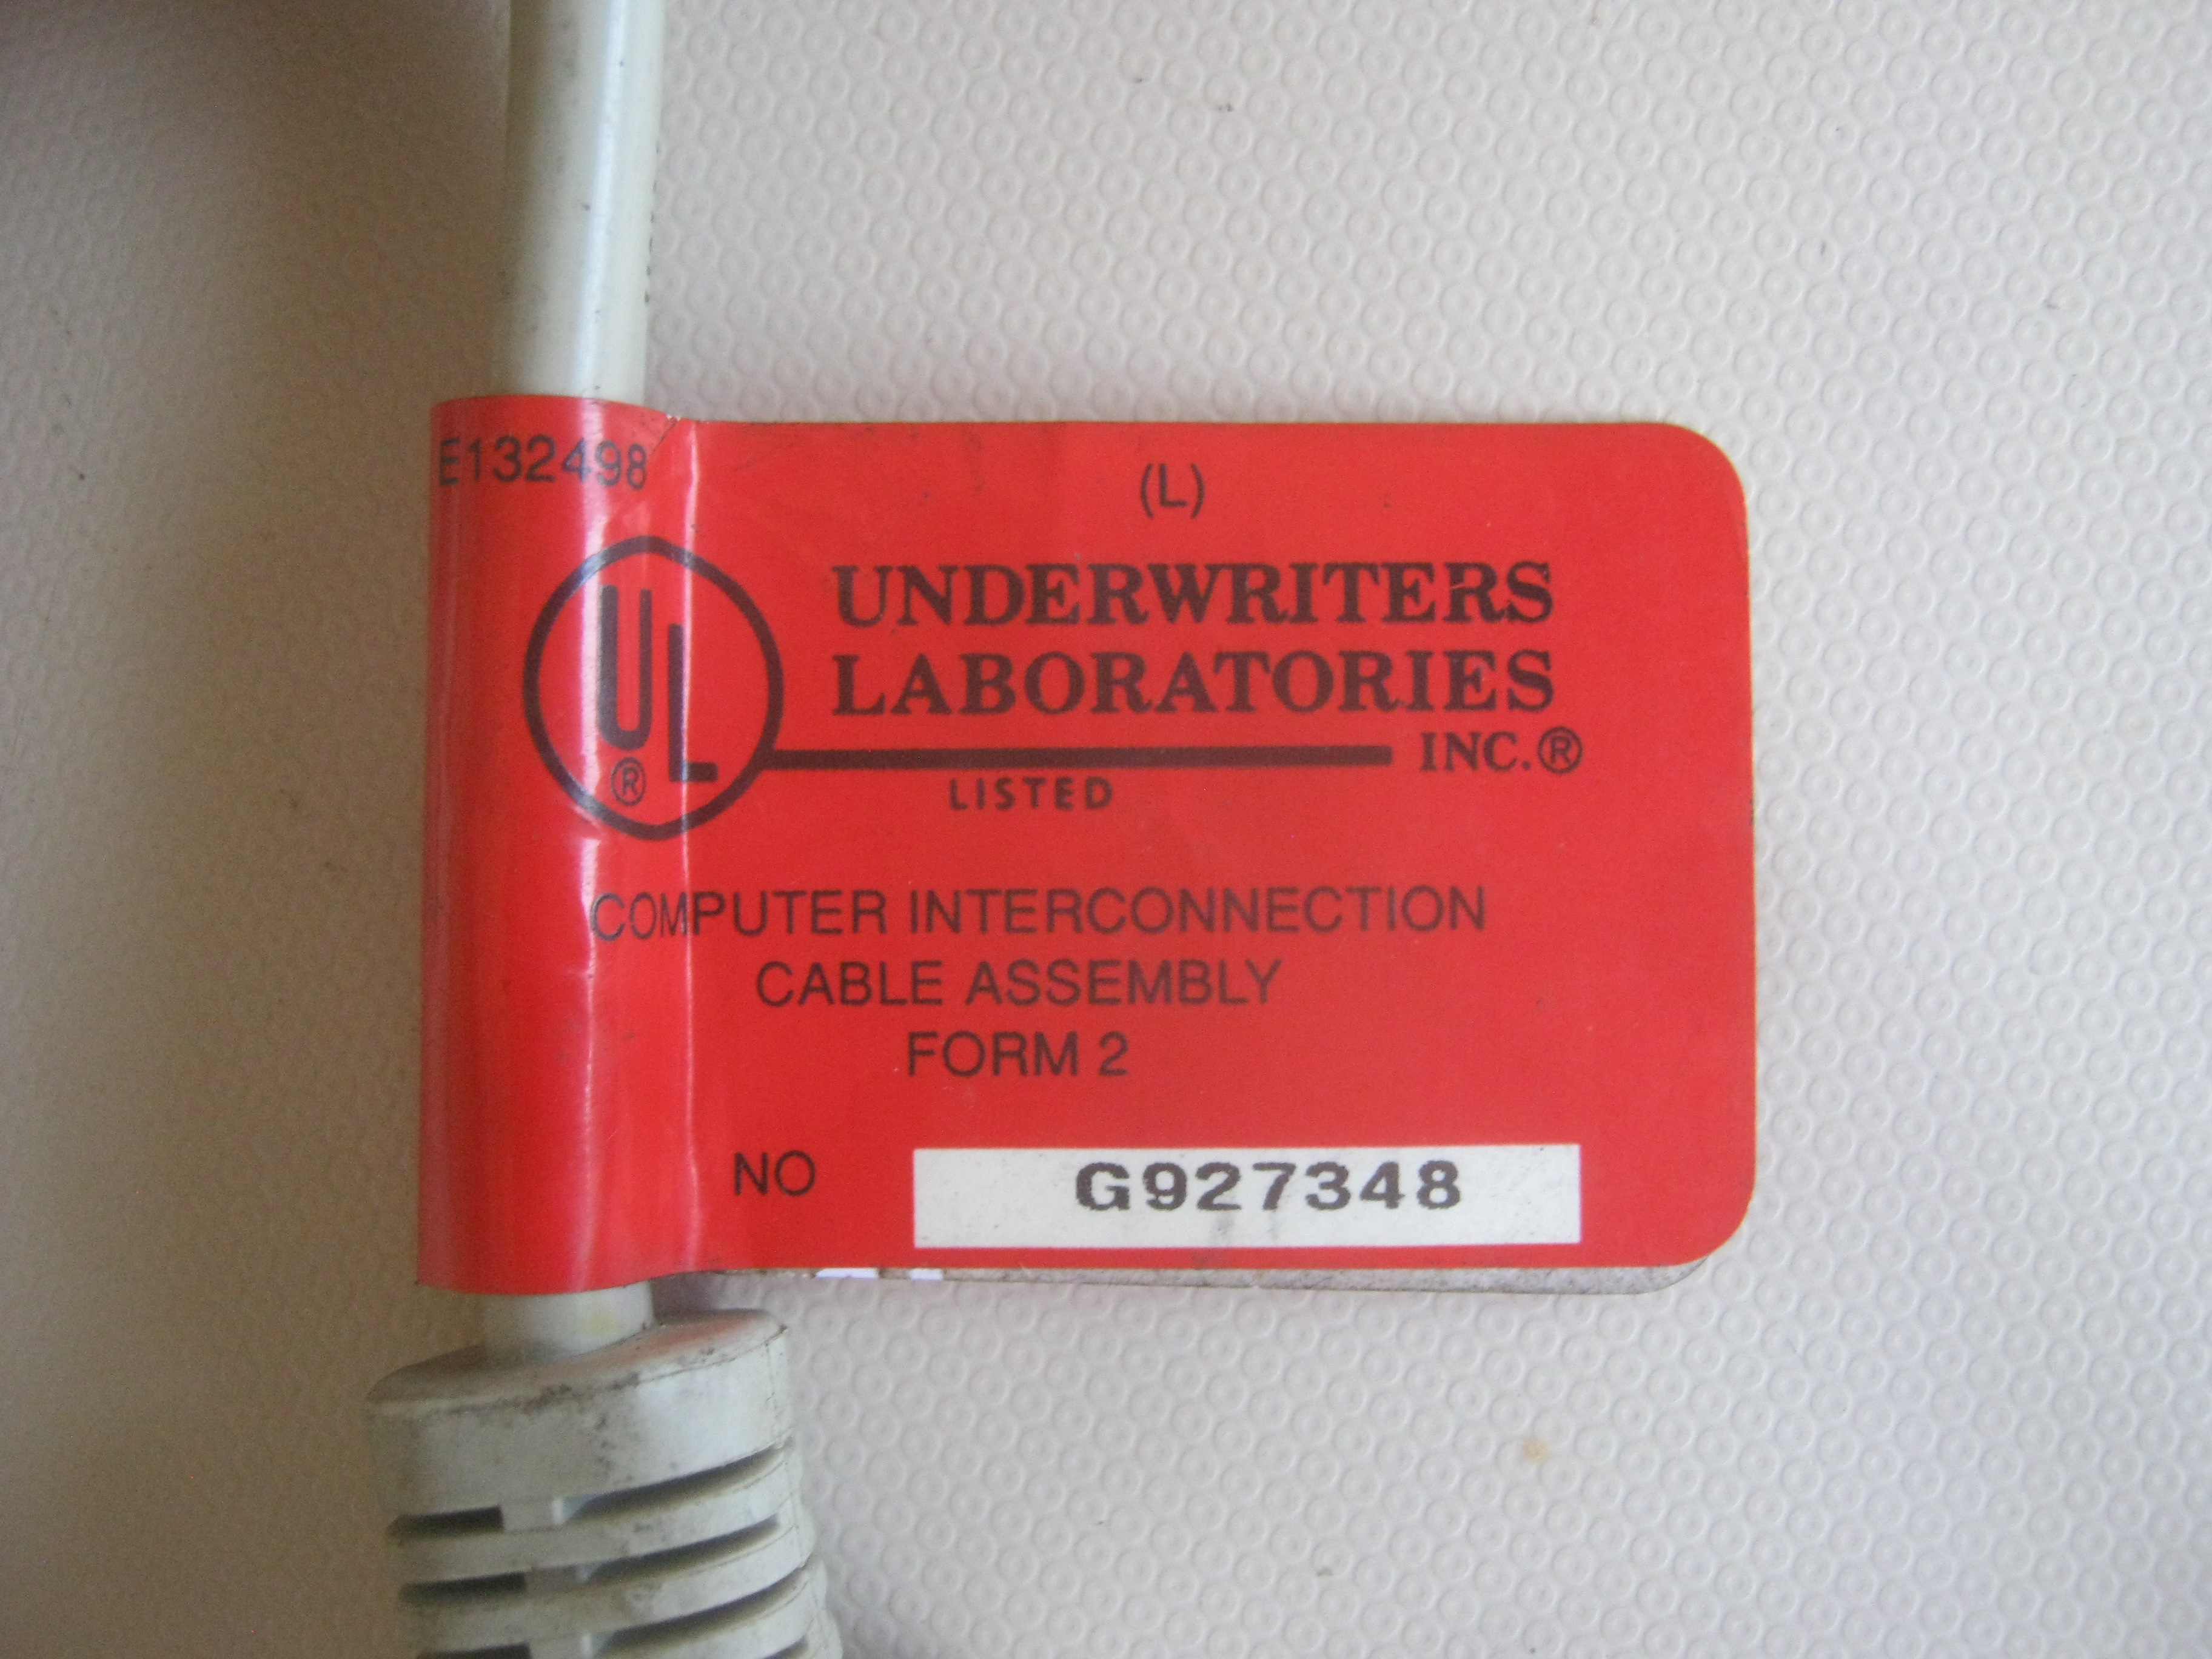 E132498
(L)
UL®
UNDERWRITERS
LABORATORIES
INC.®
LISTED
COMPUTER INTERCONNECTION
CABLE ASSEMBLY
FORM 2
NO G927348